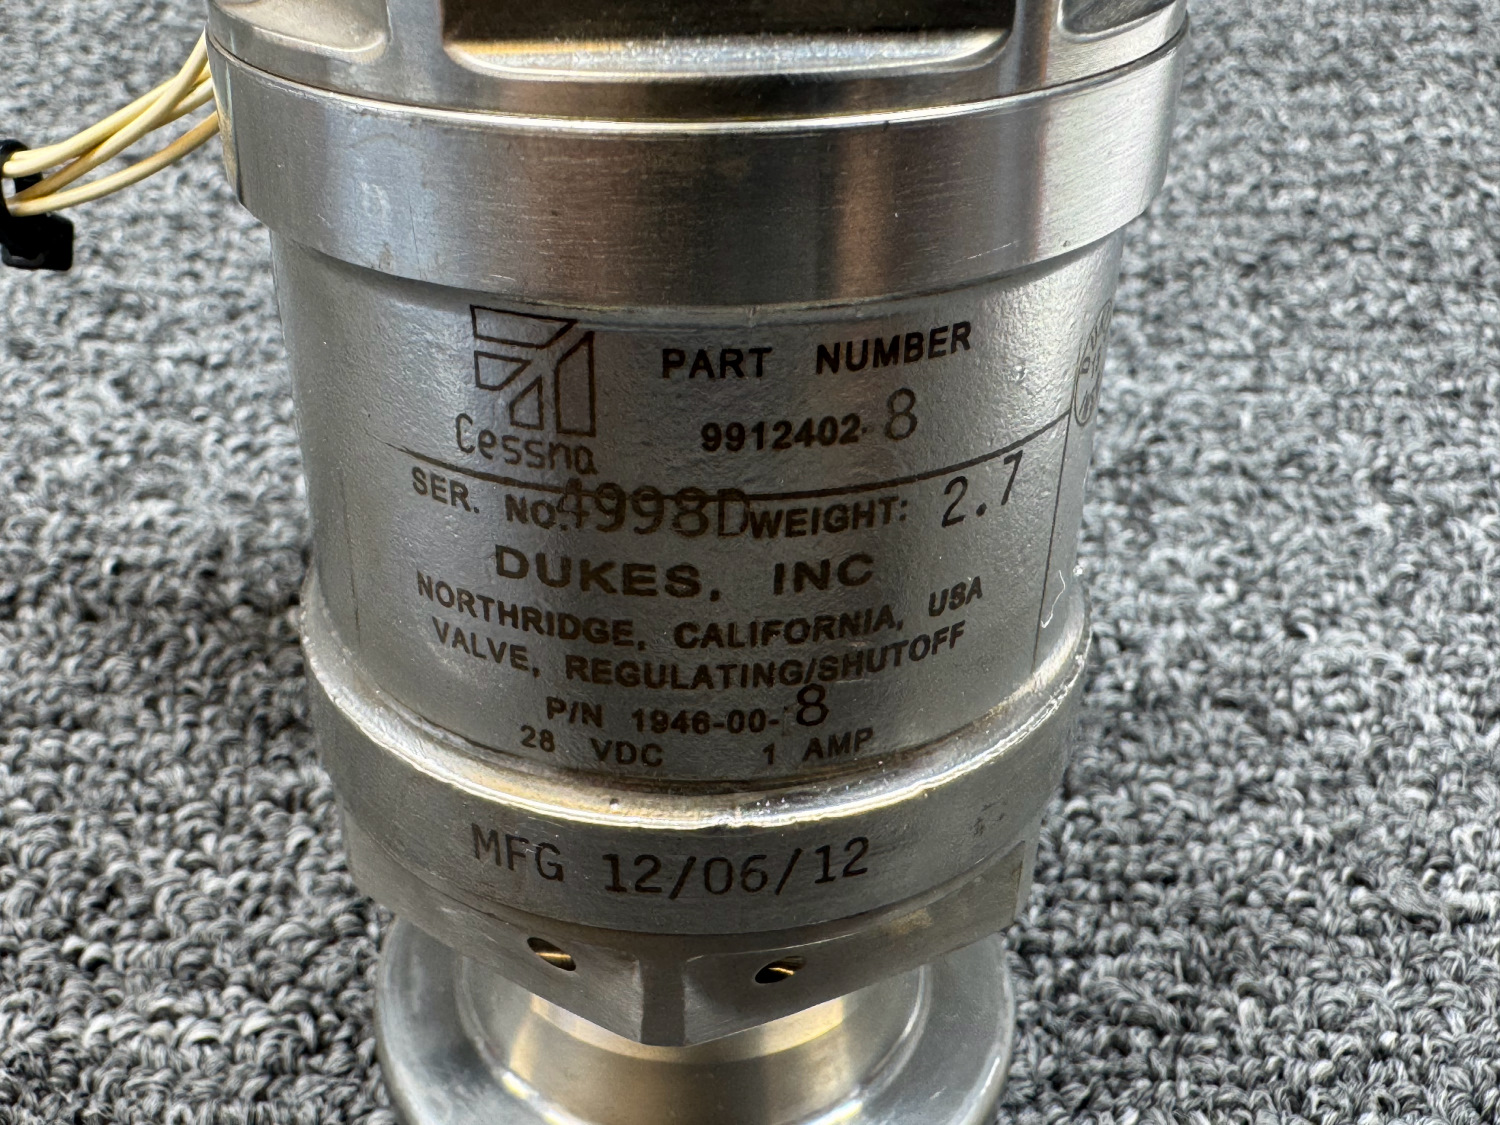 Cessna
PART NUMBER
9912402-8
SER. NO. 4998D WEIGHT: 2.7
DUKES, INC
NORTHRIDGE, CALIFORNIA, USA
VALVE, REGULATING/SHUTOFF
P/N 1946-00-8
28 VDC 1 AMP
MFG 12/06/12